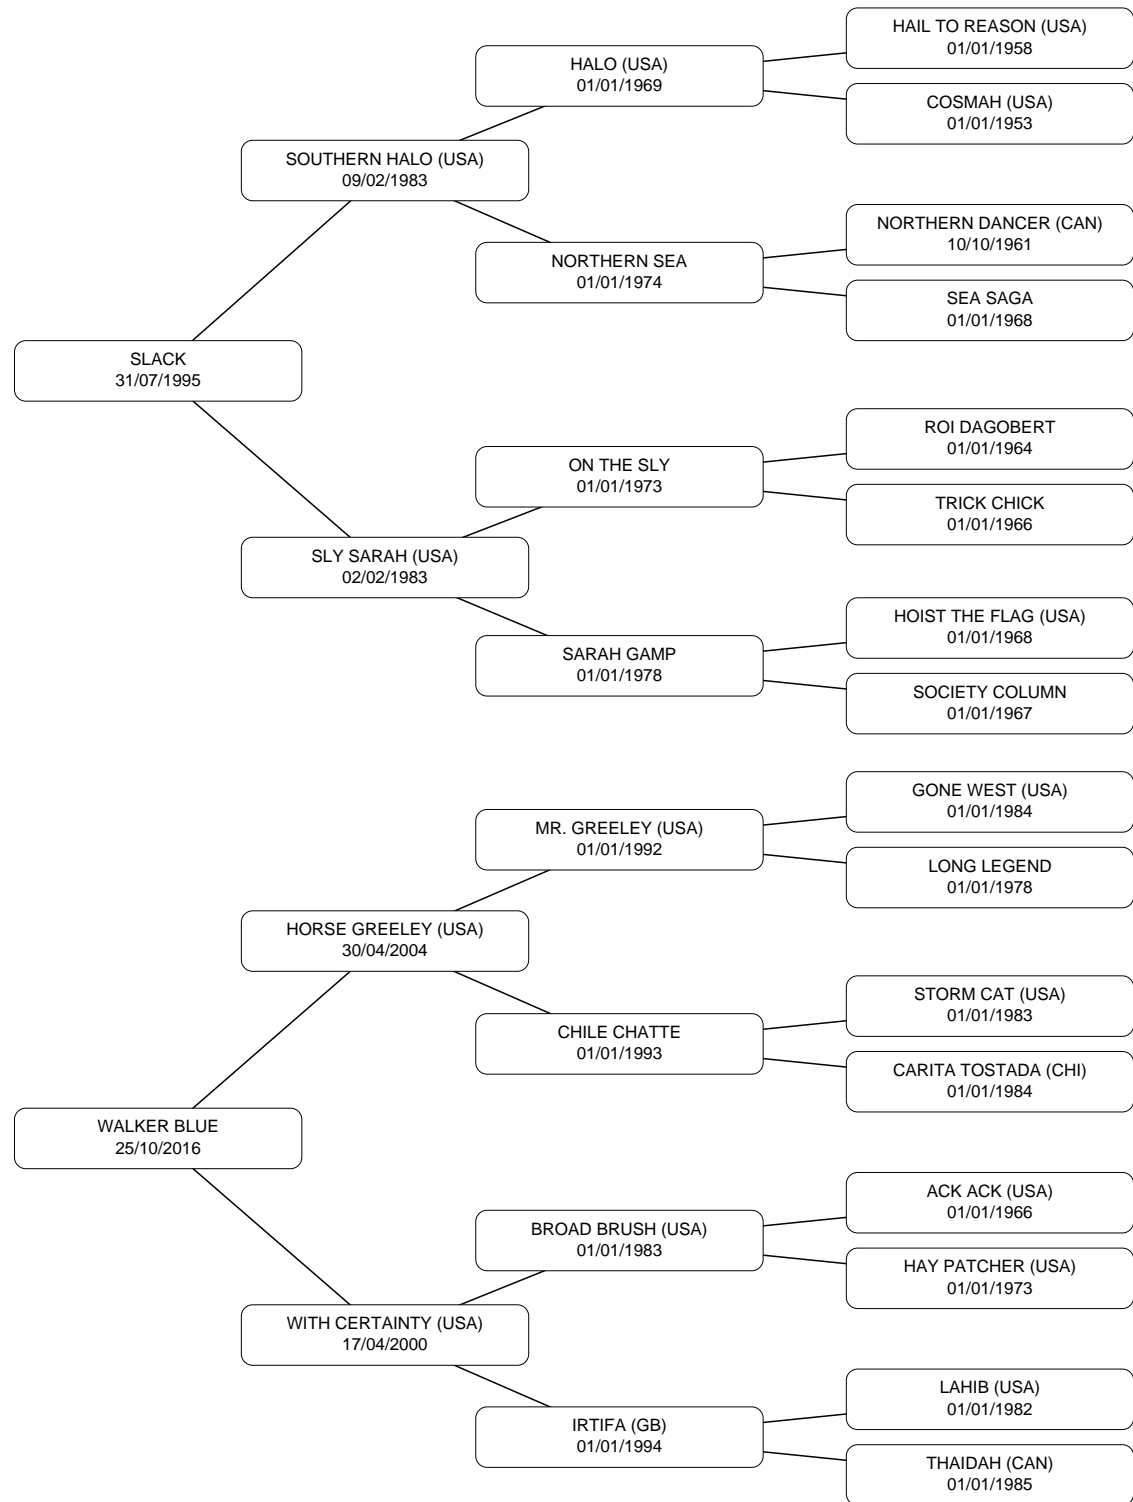 HAIL TO REASON (USA)
01/01/1958
HALO (USA)
01/01/1969
COSMAH (USA)
01/01/1953
SOUTHERN HALO (USA)
09/02/1983
NORTHERN DANCER (CAN)
10/10/1961
NORTHERN SEA
01/01/1974
SEA SAGA
01/01/1968
SLACK
31/07/1995
ROI DAGOBERT
01/01/1964
ON THE SLY
01/01/1973
TRICK CHICK
01/01/1966
SLY SARAH (USA)
02/02/1983
HOIST THE FLAG (USA)
01/01/1968
SARAH GAMP
01/01/1978
SOCIETY COLUMN
01/01/1967
GONE WEST (USA)
01/01/1984
MR. GREELEY (USA)
01/01/1992
LONG LEGEND
01/01/1978
HORSE GREELEY (USA)
30/04/2004
STORM CAT (USA)
01/01/1983
CHILE CHATTE
01/01/1993
CARITA TOSTADA (CHI)
01/01/1984
WALKER BLUE
25/10/2016
ACK ACK (USA)
01/01/1966
BROAD BRUSH (USA)
01/01/1983
HAY PATCHER (USA)
01/01/1973
WITH CERTAINTY (USA)
17/04/2000
LAHIB (USA)
01/01/1982
IRTIFA (GB)
01/01/1994
THAIDAH (CAN)
01/01/1985